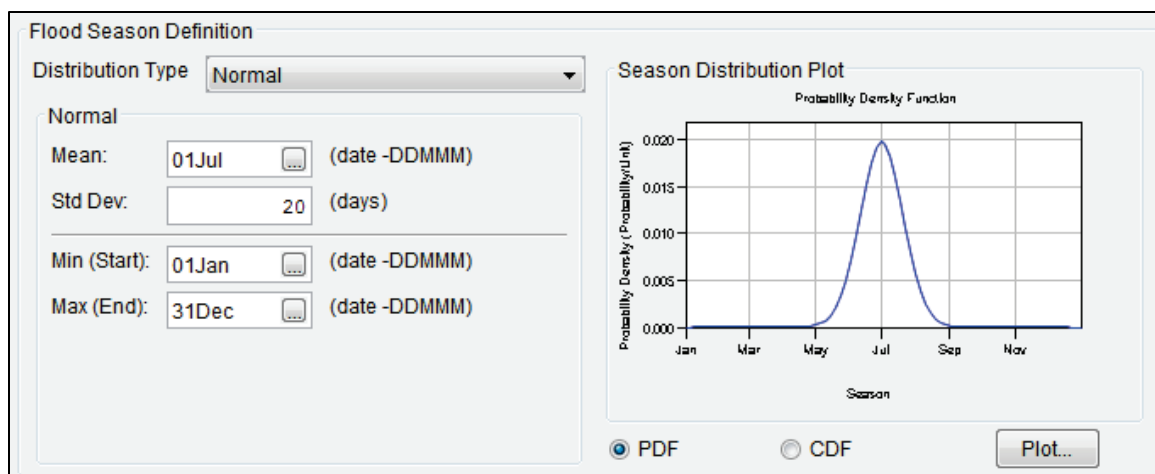 Flood Season Definition
Distribution Type Normal
Normal
Mean: 01Jul ... (date -DDMMM)
Std Dev: 20 (days)
Min (Start): 01Jan ... (date -DDMMM)
Max (End): 31Dec ... (date -DDMMM)
Season Distribution Plot
Probability Density Function
Probability Density (Probability/Unit)
0.020
0.015
0.010
0.005
0.000
Jan Mar May Jul Sep Nov
Season
PDF CDF Plot...